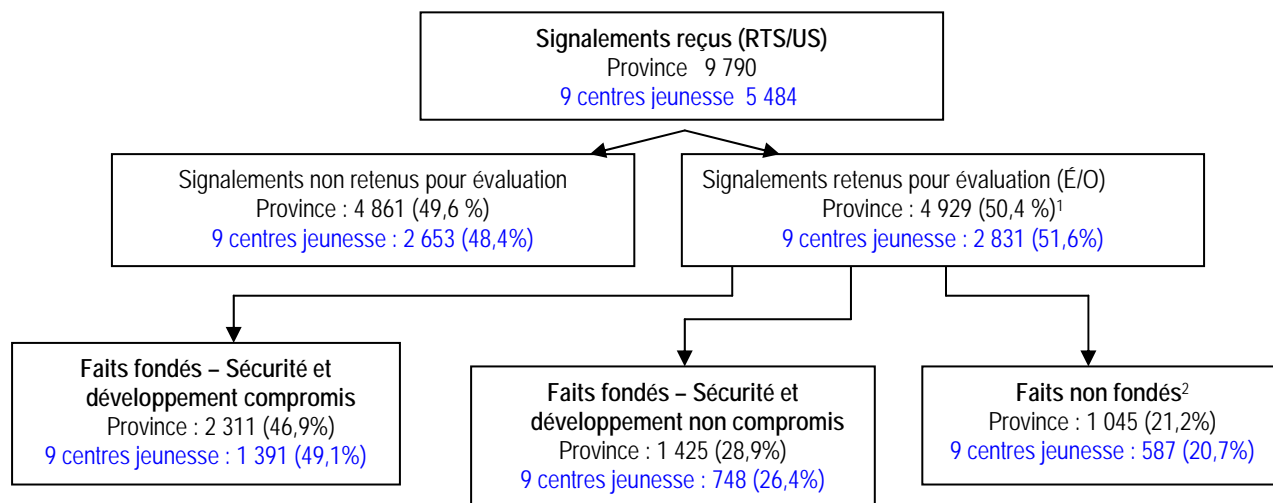 Signalements reçus (RTS/US)
Province 9 790
9 centres jeunesse 5 484
Signalements non retenus pour évaluation
Province : 4 861 (49,6 %)
9 centres jeunesse : 2 653 (48,4%)
Signalements retenus pour évaluation (É/O)
Province : 4 929 (50,4 %)¹
9 centres jeunesse : 2 831 (51,6%)
Faits fondés – Sécurité et
développement compromis
Province : 2 311 (46,9%)
9 centres jeunesse : 1 391 (49,1%)
Faits fondés – Sécurité et
développement non compromis
Province : 1 425 (28,9%)
9 centres jeunesse : 748 (26,4%)
Faits non fondés²
Province : 1 045 (21,2%)
9 centres jeunesse : 587 (20,7%)